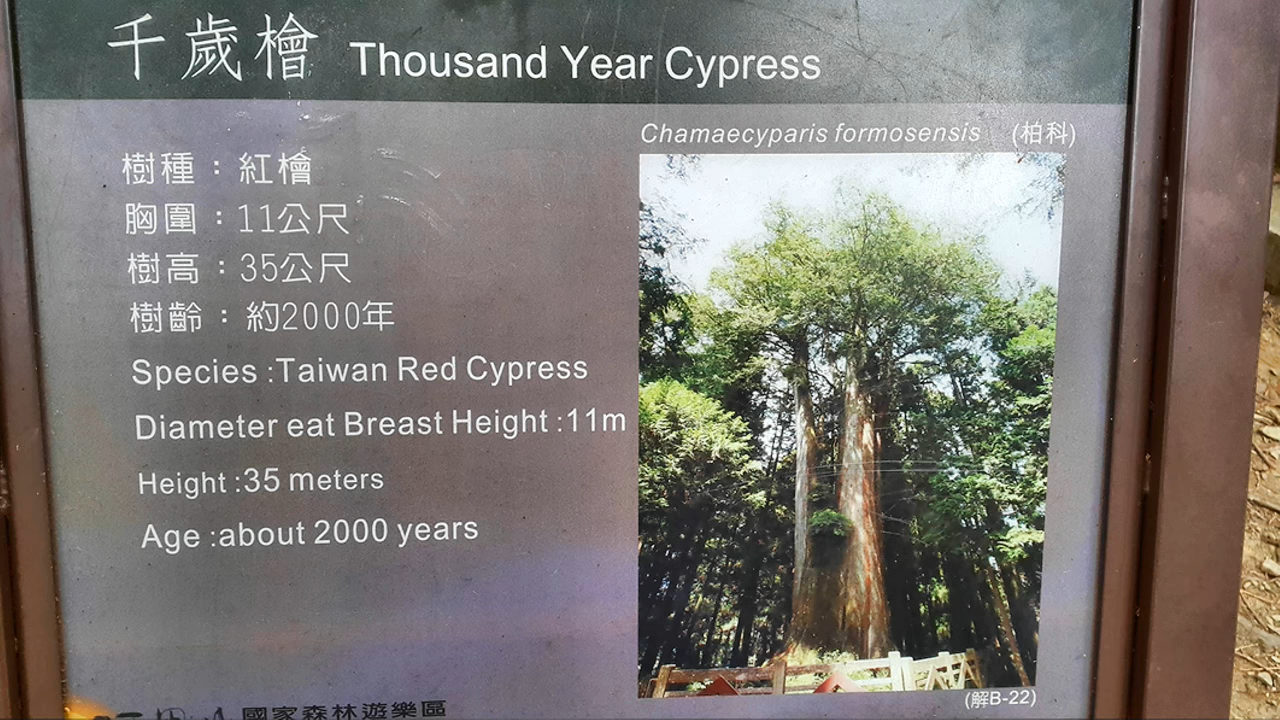 千歲檜 Thousand Year Cypress
Chamaecyparis formosensis (柏科)
樹種：紅檜
胸圍：11公尺
樹高：35公尺
樹齡：約2000年
Species :Taiwan Red Cypress
Diameter eat Breast Height :11m
Height :35 meters
Age :about 2000 years
(解B-22)
國家森林遊樂區